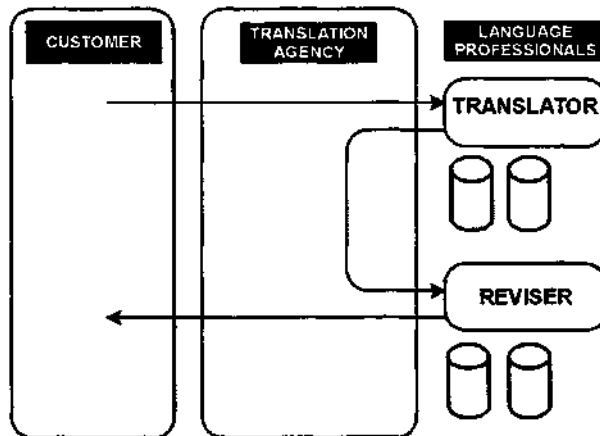 CUSTOMER
TRANSLATION
AGENCY
LANGUAGE
PROFESSIONALS
TRANSLATOR
REVISER